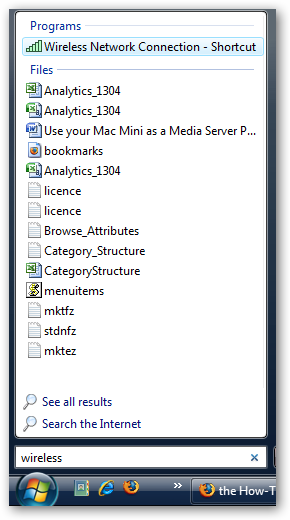 Programs
Wireless Network Connection - Shortcut
Files
Analytics_1304
Analytics_1304
Use your Mac Mini as a Media Server P...
bookmarks
Analytics_1304
licence
licence
Browse_Attributes
Category_Structure
CategoryStructure
menuitems
mktfz
stdnfz
mktez
See all results
Search the Internet
wireless
the How-T